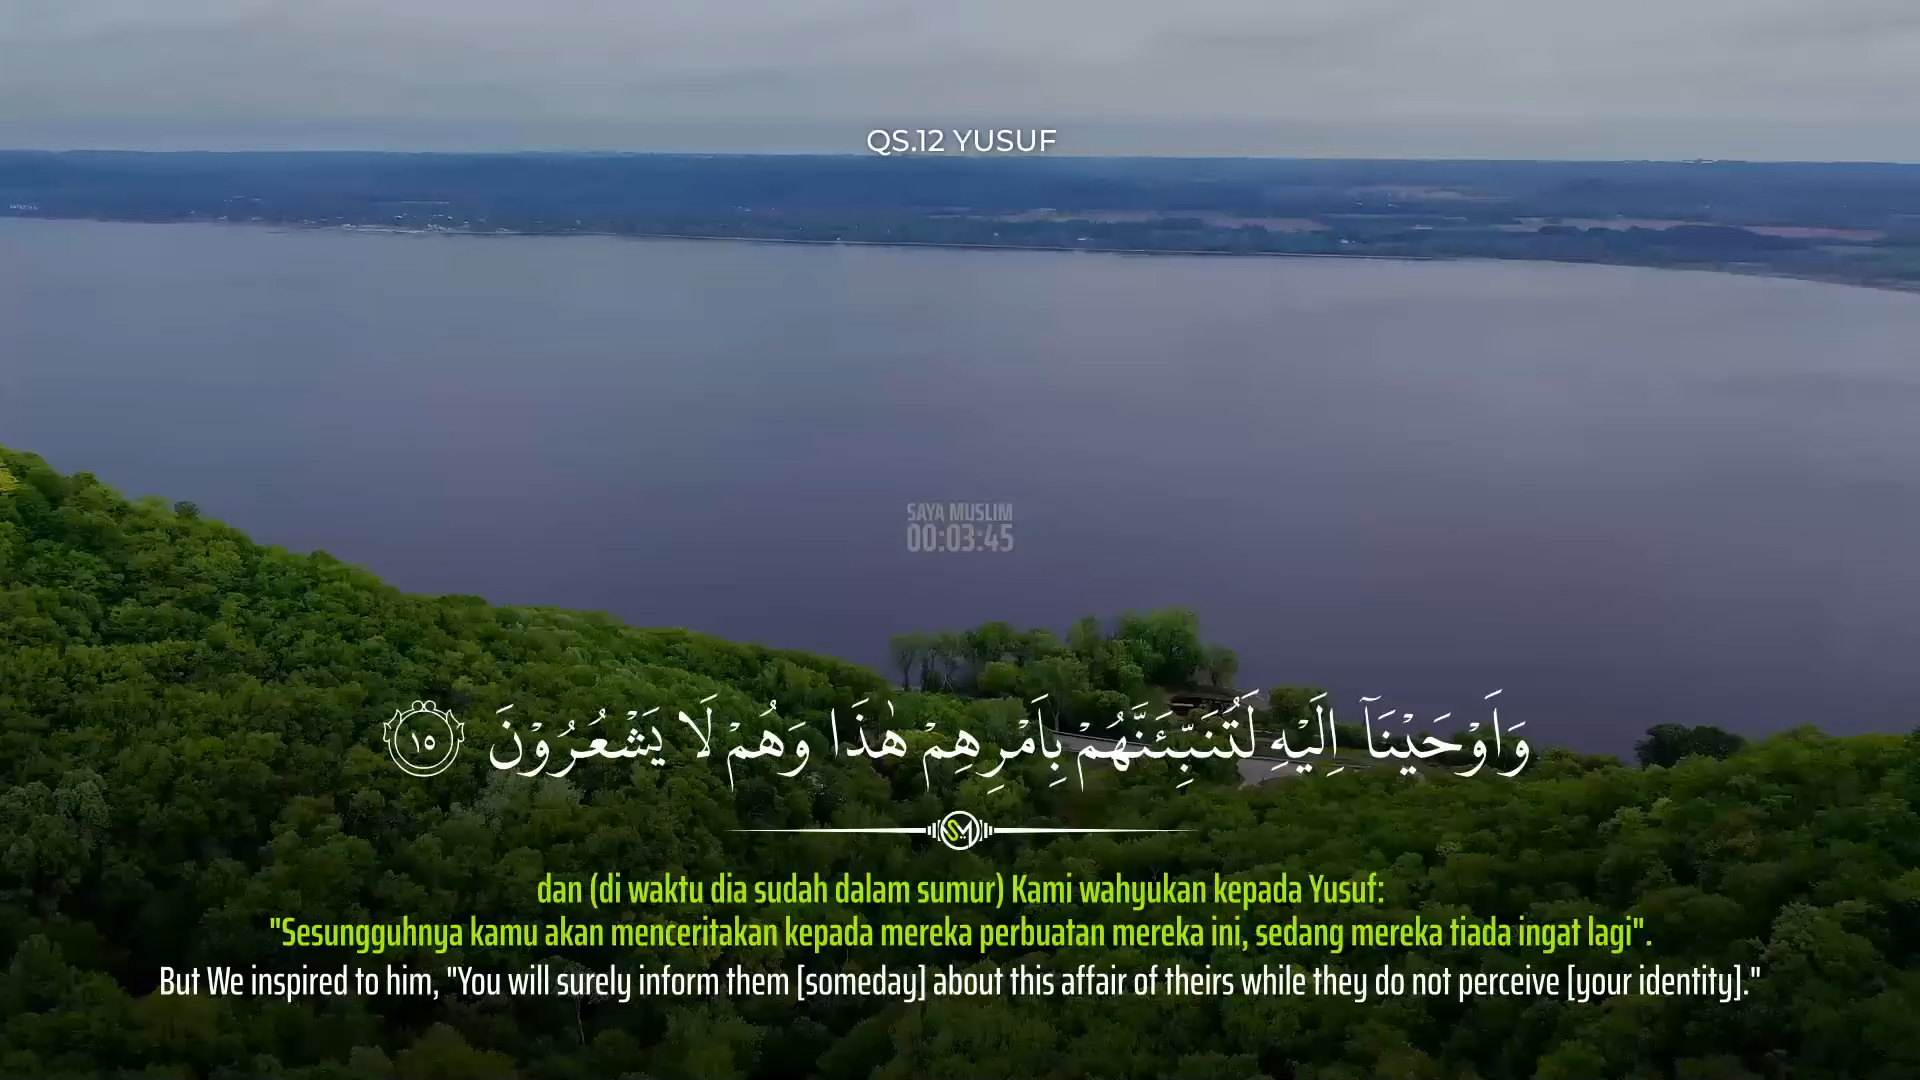 QS.12 YUSUF
SAYA MUSLIM
00:03:45
وَاَوْحَيْنَآ اِلَيْهِ لَتُنَبِّئَنَّهُمْ بِاَمْرِهِمْ هٰذَا وَهُمْ لَا يَشْعُرُوْنَ ١٥
SM
dan (di waktu dia sudah dalam sumur) Kami wahyukan kepada Yusuf:
"Sesungguhnya kamu akan menceritakan kepada mereka perbuatan mereka ini, sedang mereka tiada ingat lagi".
But We inspired to him, "You will surely inform them [someday] about this affair of theirs while they do not perceive [your identity]."